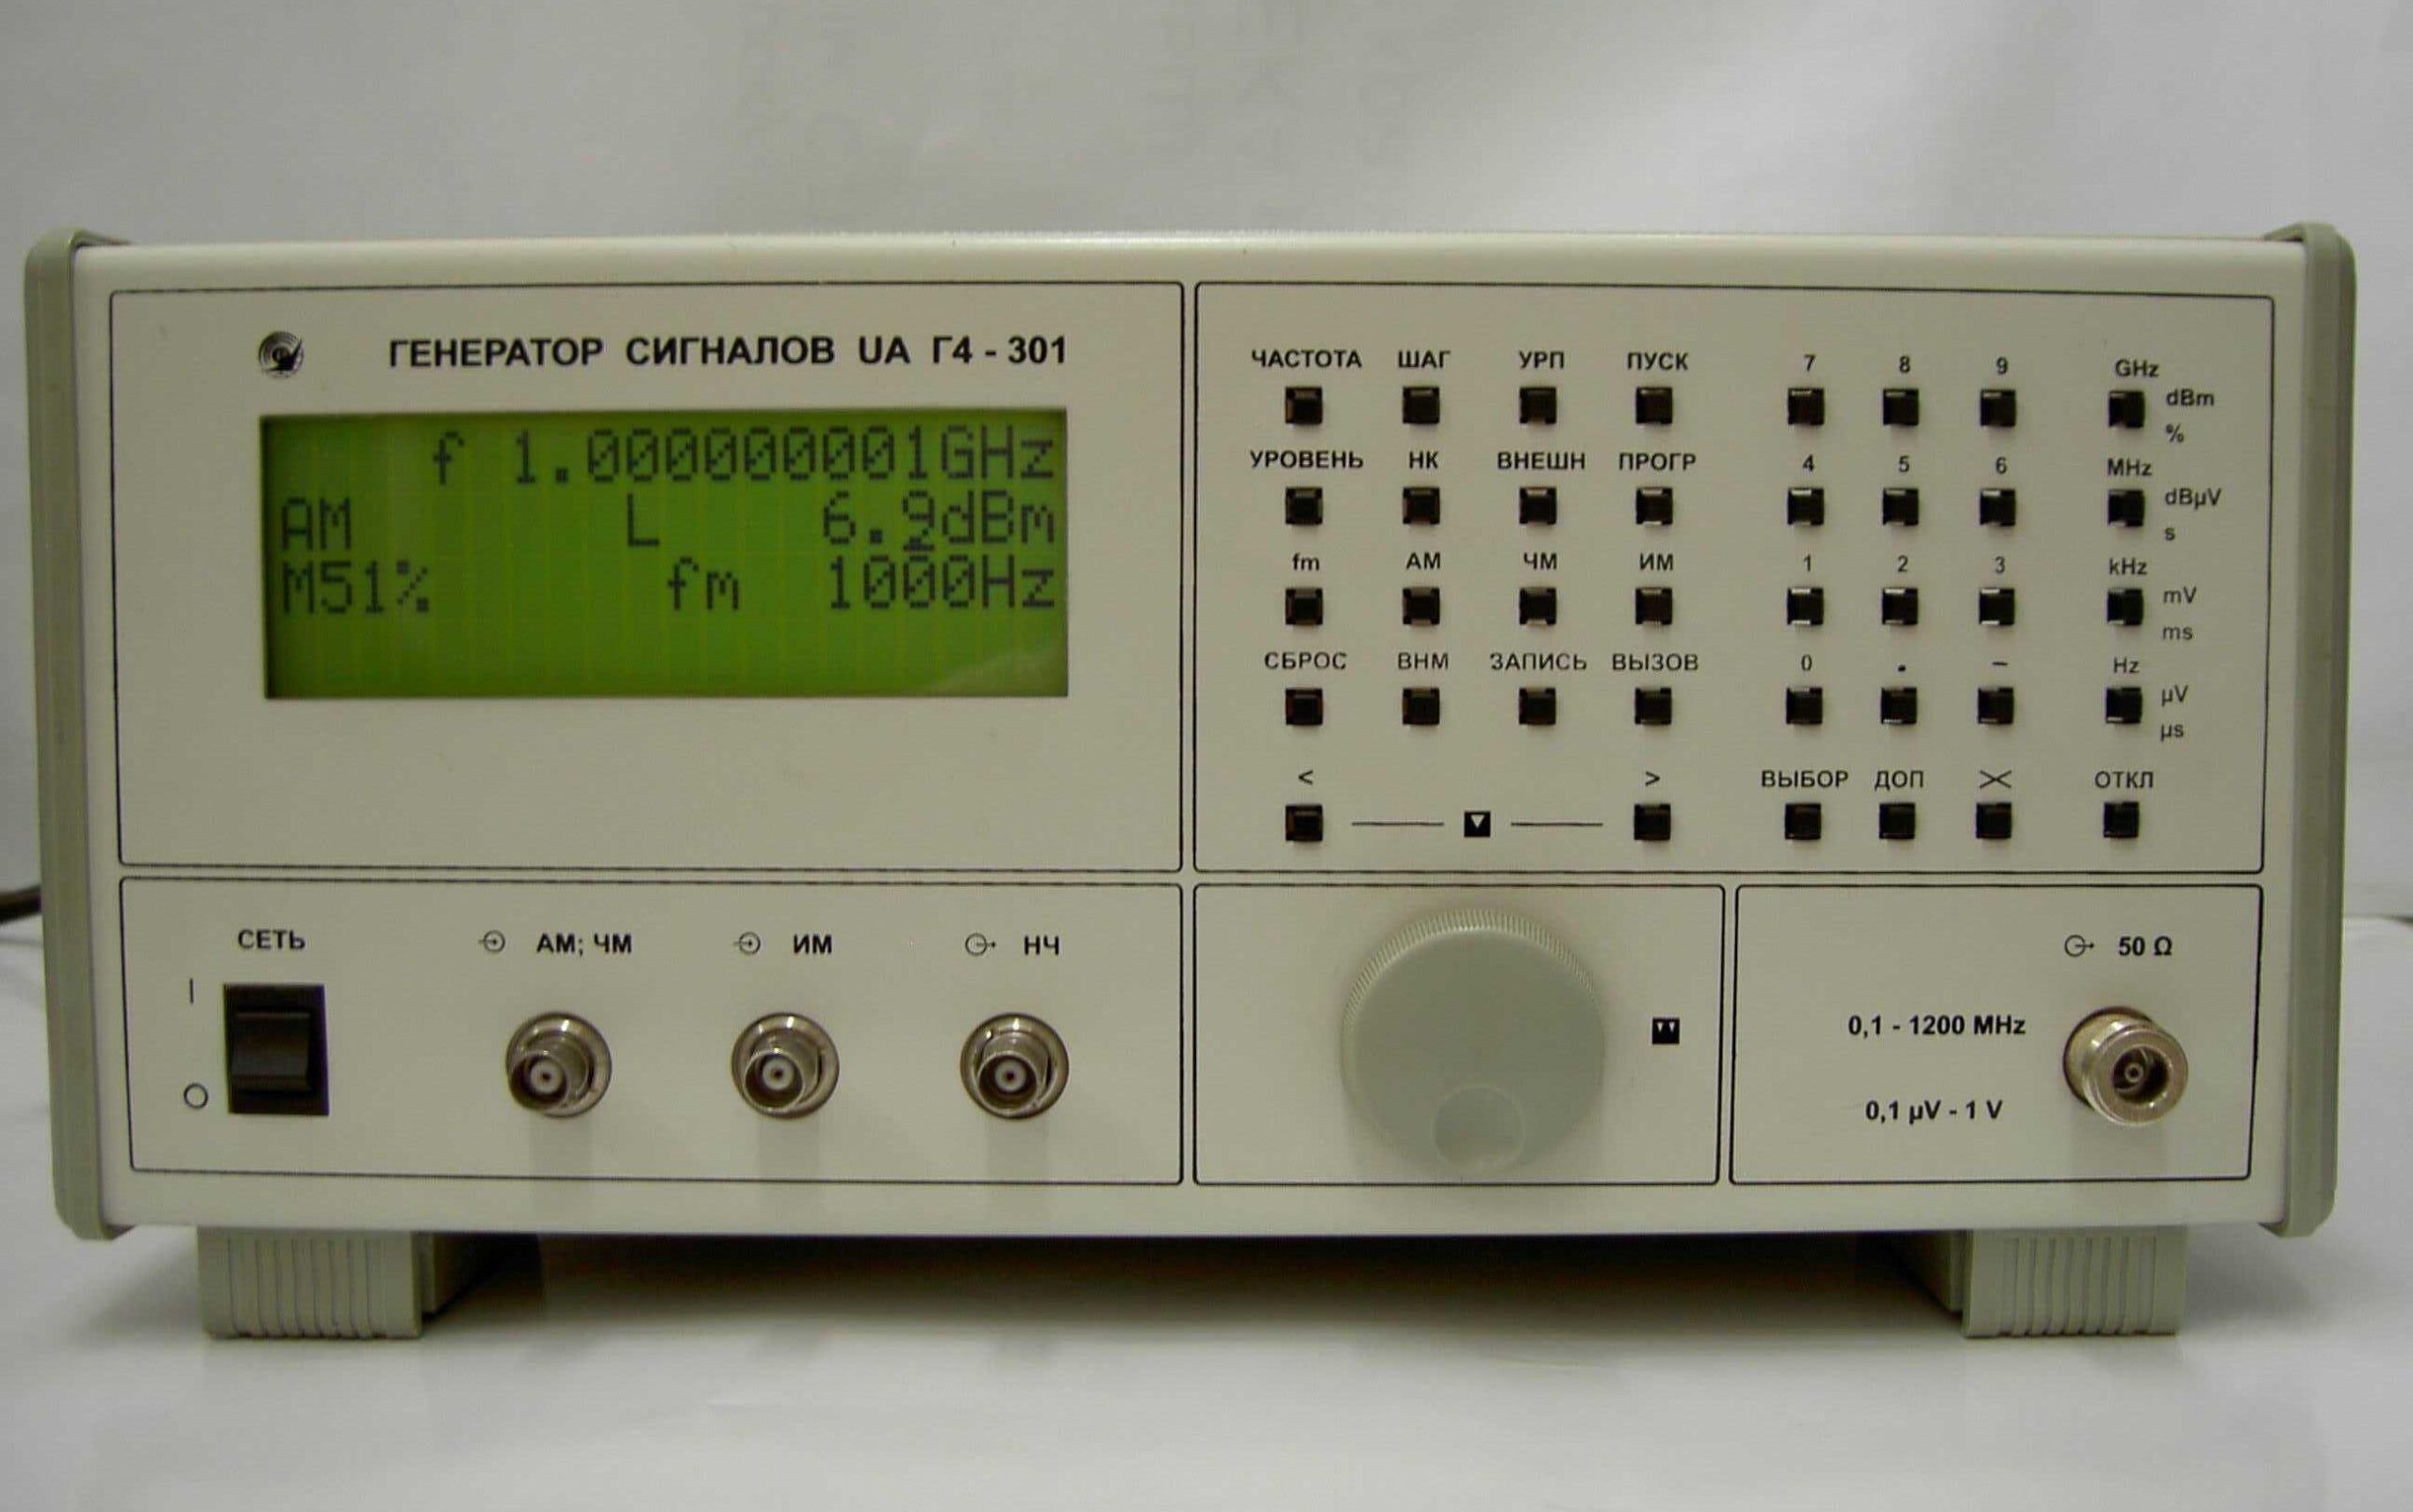 ГЕНЕРАТОР СИГНАЛОВ UA Г4 - 301
f 1.000000001GHz
AM L 6.9dBm
M51% fm 1000Hz
ЧАСТОТА ШАГ УРП ПУСК 7 8 9 GHz
dBm
%
УРОВЕНЬ НК ВНЕШН ПРОГР 4 5 6 MHz
dBµV
s
fm АМ ЧМ ИМ 1 2 3 kHz
mV
ms
СБРОС ВНМ ЗАПИСЬ ВЫЗОВ 0 . – Hz
µV
µs
< > ВЫБОР ДОП >< ОТКЛ
СЕТЬ АМ; ЧМ ИМ НЧ
I
O
50 Ω
0,1 - 1200 MHz
0,1 µV - 1 V